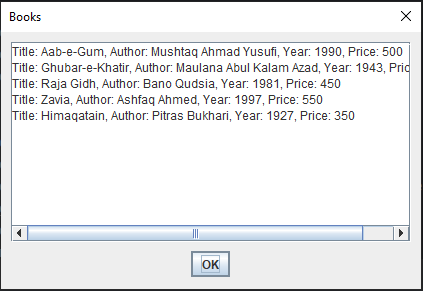 Books
Title: Aab-e-Gum, Author: Mushtaq Ahmad Yusufi, Year: 1990, Price: 500
Title: Ghubar-e-Khatir, Author: Maulana Abul Kalam Azad, Year: 1943, Pric
Title: Raja Gidh, Author: Bano Qudsia, Year: 1981, Price: 450
Title: Zavia, Author: Ashfaq Ahmed, Year: 1997, Price: 550
Title: Himaqatain, Author: Pitras Bukhari, Year: 1927, Price: 350
OK